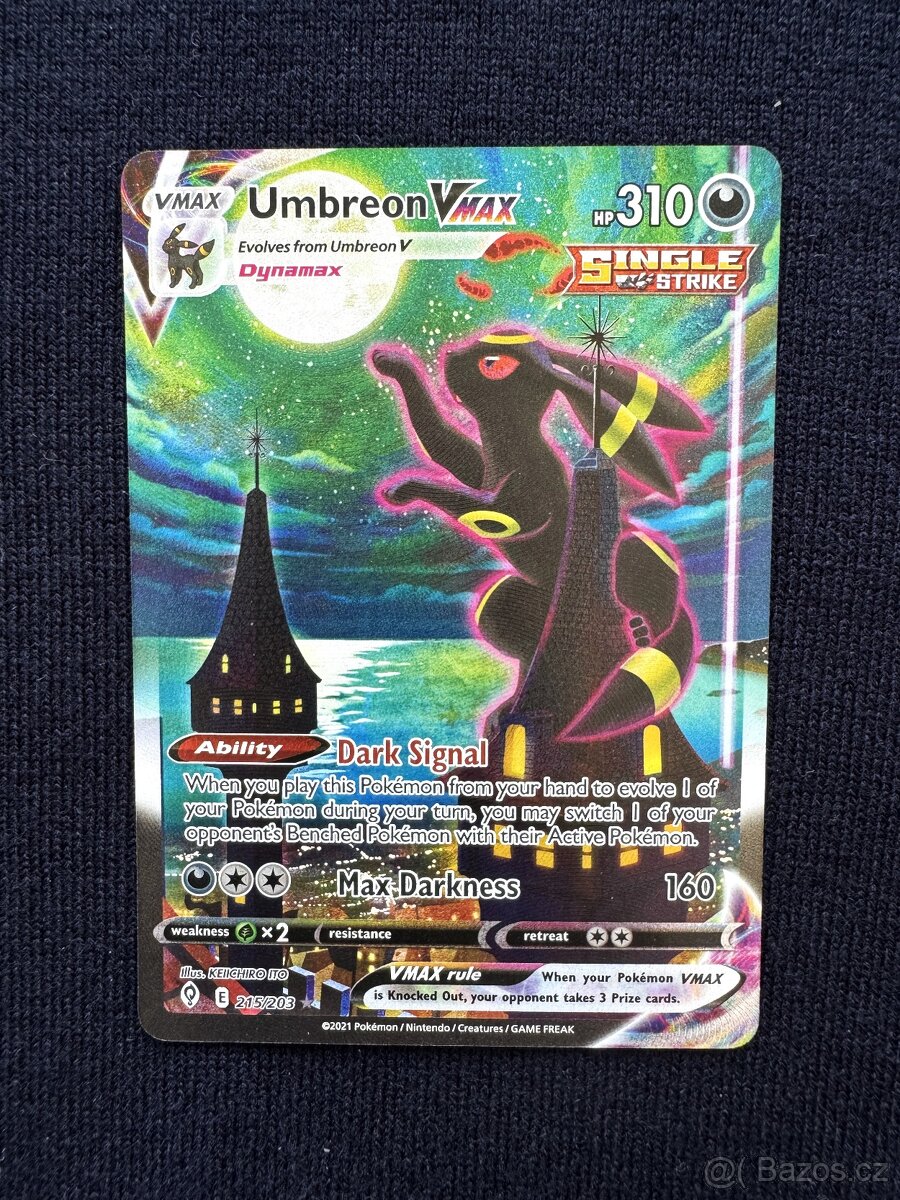 VMAX
Umbreon VMAX
HP 310
Evolves from Umbreon V
Dynamax
SINGLE
STRIKE
Ability
Dark Signal
When you play this Pokémon from your hand to evolve 1 of
your Pokémon during your turn, you may switch 1 of your
opponent's Benched Pokémon with their Active Pokémon.
Max Darkness 160
weakness ×2 resistance retreat
Illus. KEIICHIRO ITO
E 215/203
VMAX rule
When your Pokémon VMAX
is Knocked Out, your opponent takes 3 Prize cards.
©2021 Pokémon / Nintendo / Creatures / GAME FREAK
@( Bazos.cz